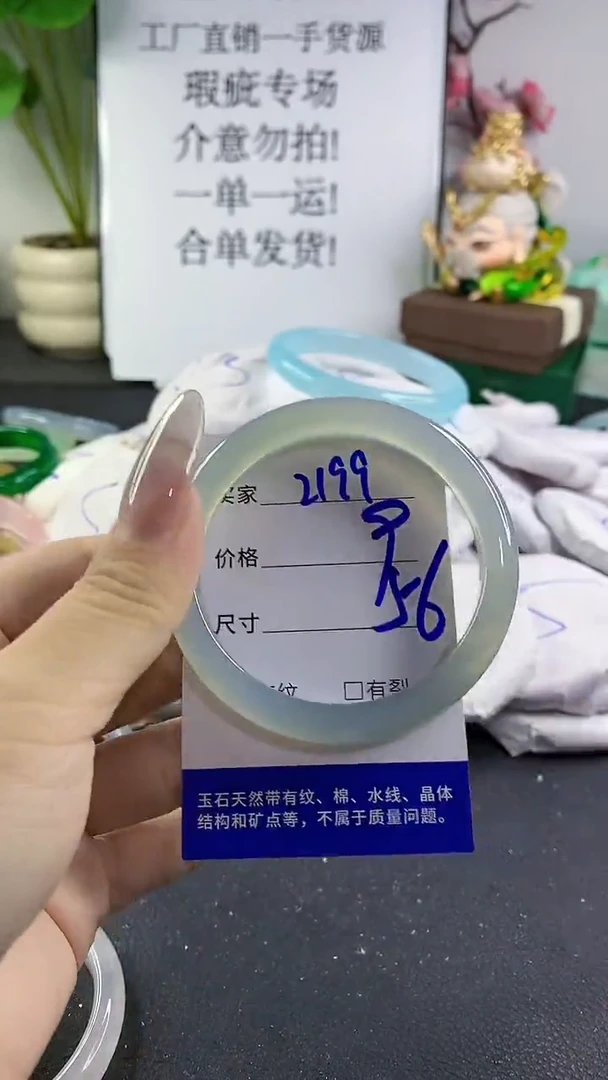 工厂直销一手货源
瑕疵专场
介意勿拍!
一单一运!
合单发货!
买家 2199
价格
尺寸 56
纹 □有裂
玉石天然带有纹、棉、水线、晶体
结构和矿点等，不属于质量问题。